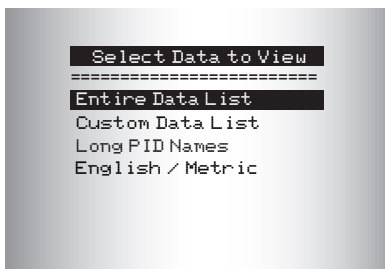 Select Data to View
=========================
Entire Data List
Custom Data List
Long PID Names
English / Metric